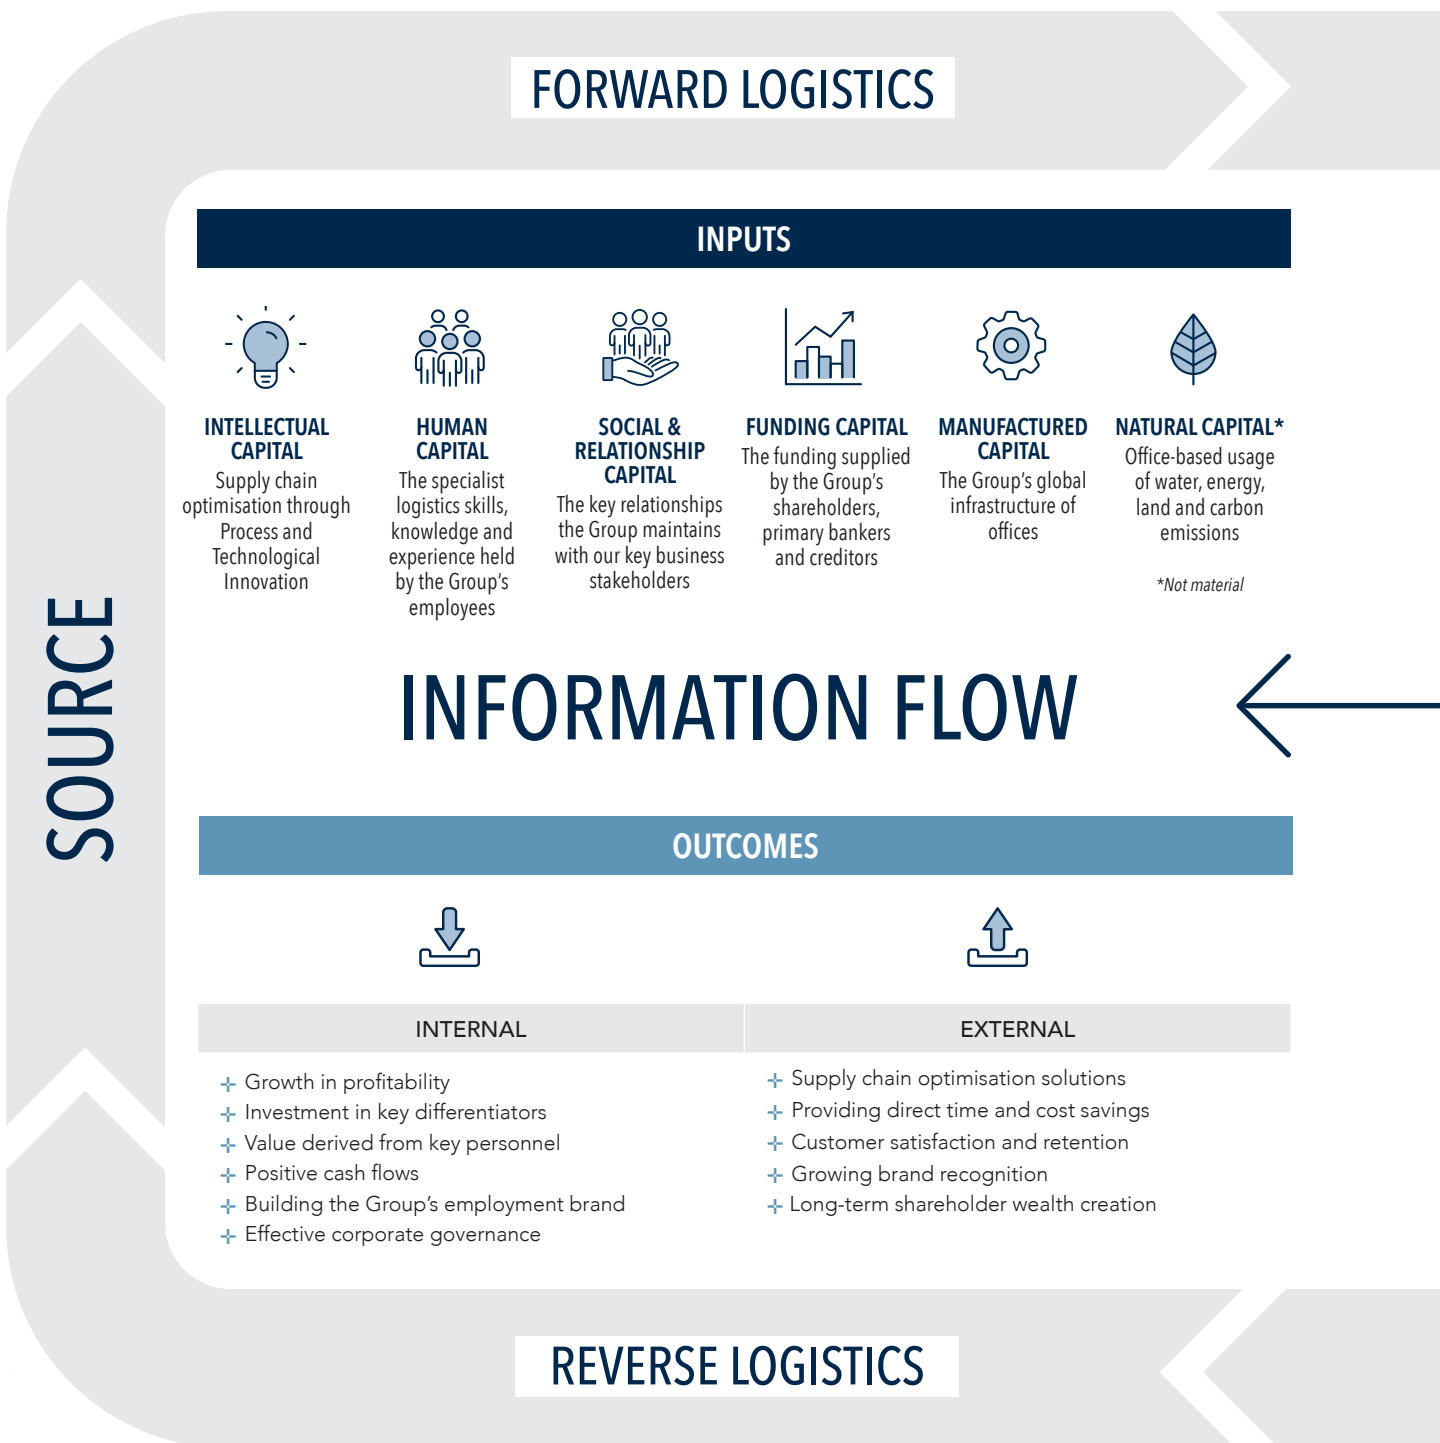 FORWARD LOGISTICS
INPUTS
INTELLECTUAL
CAPITAL
Supply chain
optimisation through
Process and
Technological
Innovation
HUMAN
CAPITAL
The specialist
logistics skills,
knowledge and
experience held
by the Group’s
employees
SOCIAL &
RELATIONSHIP
CAPITAL
The key relationships
the Group maintains
with our key business
stakeholders
FUNDING CAPITAL
The funding supplied
by the Group’s
shareholders,
primary bankers
and creditors
MANUFACTURED
CAPITAL
The Group’s global
infrastructure of
offices
NATURAL CAPITAL*
Office-based usage
of water, energy,
land and carbon
emissions
*Not material
SOURCE
INFORMATION FLOW
OUTCOMES
INTERNAL
Growth in profitability
Investment in key differentiators
Value derived from key personnel
Positive cash flows
Building the Group’s employment brand
Effective corporate governance
EXTERNAL
Supply chain optimisation solutions
Providing direct time and cost savings
Customer satisfaction and retention
Growing brand recognition
Long-term shareholder wealth creation
REVERSE LOGISTICS